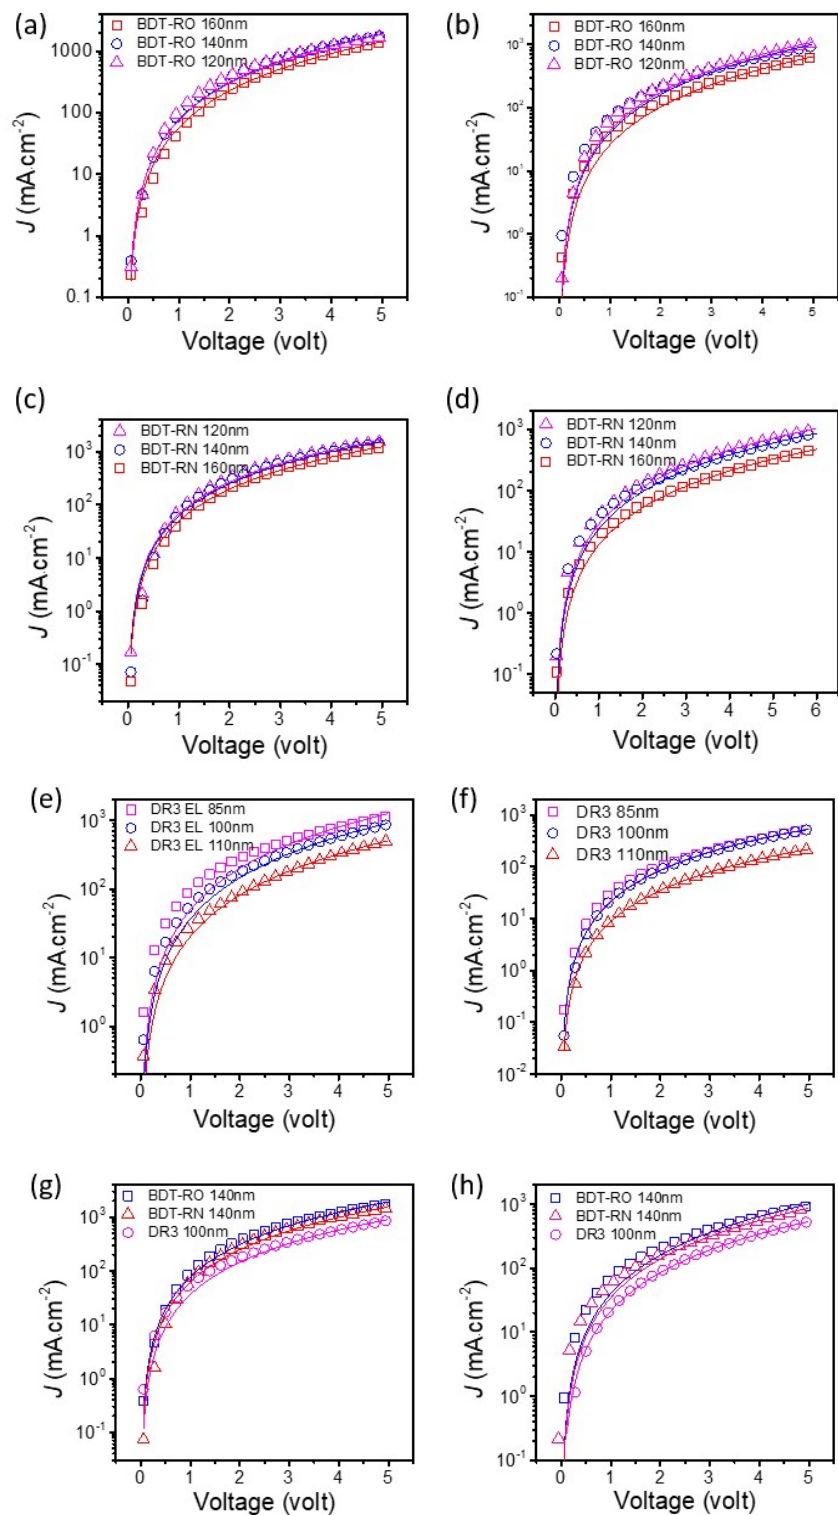 (a)
BDT-RO 160nm
BDT-RO 140nm
BDT-RO 120nm
1000
100
10
1
0.1
J (mA.cm⁻²)
0 1 2 3 4 5
Voltage (volt)
(b)
BDT-RO 160nm
BDT-RO 140nm
BDT-RO 120nm
10³
10²
10¹
10⁰
10⁻¹
J (mA.cm⁻²)
0 1 2 3 4 5
Voltage (volt)
(c)
BDT-RN 120nm
BDT-RN 140nm
BDT-RN 160nm
10³
10²
10¹
10⁰
10⁻¹
J (mA.cm⁻²)
0 1 2 3 4 5
Voltage (volt)
(d)
BDT-RN 120nm
BDT-RN 140nm
BDT-RN 160nm
10³
10²
10¹
10⁰
10⁻¹
J (mA.cm⁻²)
0 1 2 3 4 5 6
Voltage (volt)
(e)
DR3 EL 85nm
DR3 EL 100nm
DR3 EL 110nm
10³
10²
10¹
10⁰
J (mA.cm⁻²)
0 1 2 3 4 5
Voltage (volt)
(f)
DR3 85nm
DR3 100nm
DR3 110nm
10³
10²
10¹
10⁰
10⁻¹
10⁻²
J (mA.cm⁻²)
0 1 2 3 4 5
Voltage (volt)
(g)
BDT-RO 140nm
BDT-RN 140nm
DR3 100nm
10³
10²
10¹
10⁰
10⁻¹
J (mA.cm⁻²)
0 1 2 3 4 5
Voltage (volt)
(h)
BDT-RO 140nm
BDT-RN 140nm
DR3 100nm
10³
10²
10¹
10⁰
10⁻¹
J (mA.cm⁻²)
0 1 2 3 4 5
Voltage (volt)